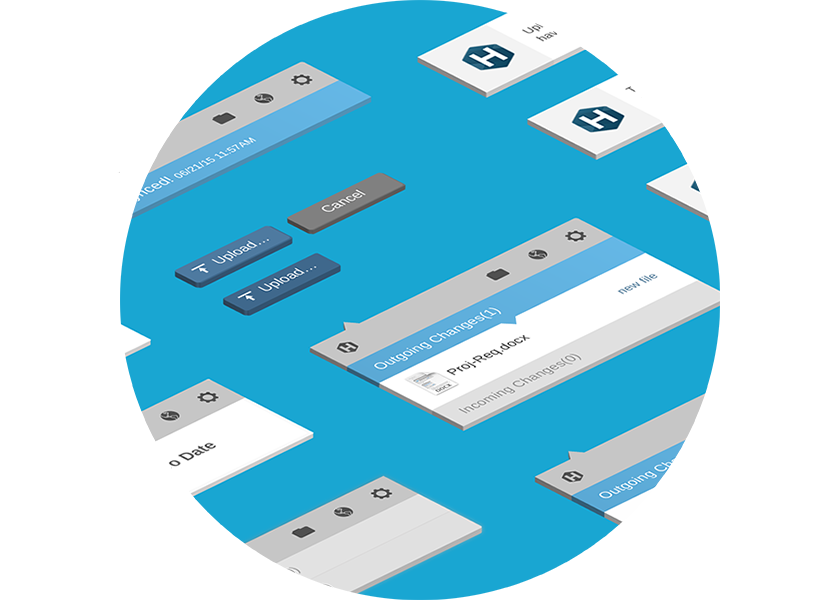 Upl
hav
T
nced! 06/21/15 11:57AM
Cancel
Upload...
Upload...
new file
Outgoing Changes(1)
Proj-Req.docx
DOCX
Incoming Changes(0)
o Date
Outgoing Ch